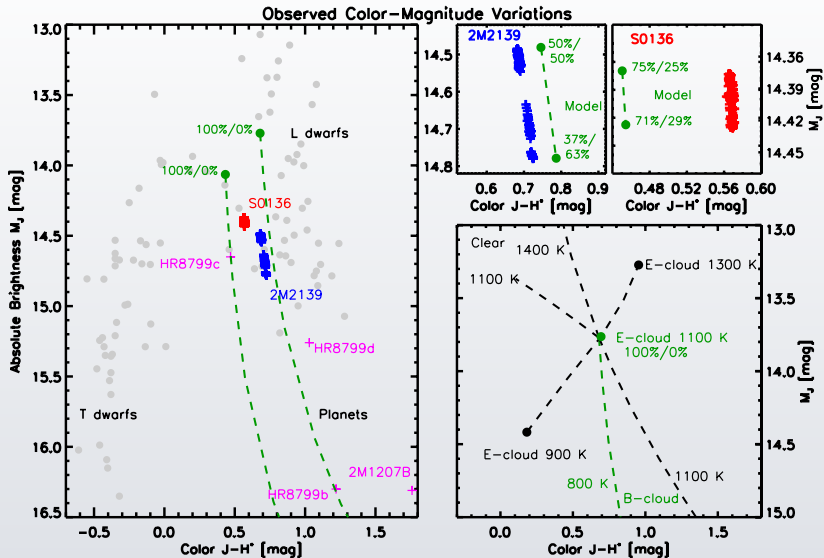 Observed Color–Magnitude Variations
13.0
13.5
14.0
14.5
15.0
15.5
16.0
16.5
Absolute Brightness MJ [mag]
100%/0%
L dwarfs
100%/0%
S0136
HR8799c
2M2139
HR8799d
T dwarfs
Planets
2M1207B
HR8799b
−0.5 0.0 0.5 1.0 1.5
Color J−H* [mag]
14.5
14.6
14.7
14.8
2M2139
50%/
50%
Model
37%/
63%
0.6 0.7 0.8 0.9
Color J−H* [mag]
S0136
75%/25%
Model
71%/29%
14.36
14.39
14.42
14.45
MJ [mag]
0.48 0.52 0.56 0.60
Color J−H* [mag]
Clear
1400 K
1100 K
E−cloud 1300 K
E−cloud 1100 K
100%/0%
E−cloud 900 K
800 K
1100 K
B−cloud
13.0
13.5
14.0
14.5
15.0
MJ [mag]
0.0 0.5 1.0 1.5
Color J−H* [mag]